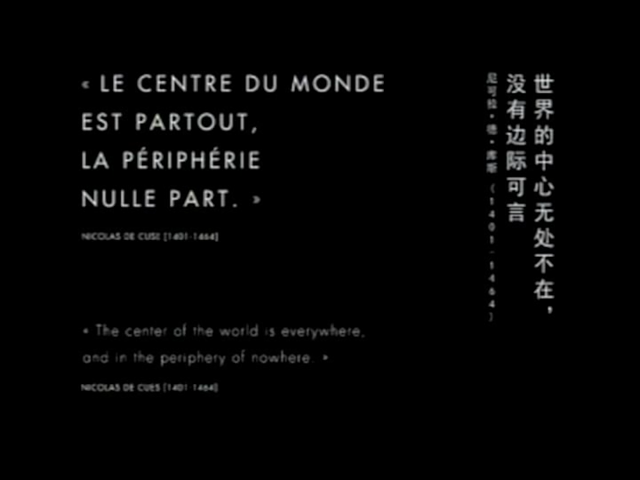 « LE CENTRE DU MONDE
EST PARTOUT,
LA PÉRIPHÉRIE
NULLE PART. »
NICOLAS DE CUSE [1401-1464]
« The center of the world is everywhere,
and in the periphery of nowhere. »
NICOLAS DE CUES [1401-1464]
世界的中心无处不在，
没有边际可言
尼可拉・德・库斯（1401-1464）